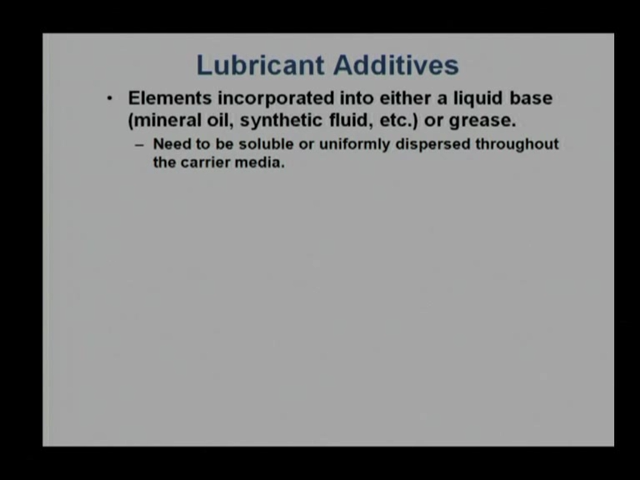 Lubricant Additives
• Elements incorporated into either a liquid base
(mineral oil, synthetic fluid, etc.) or grease.
– Need to be soluble or uniformly dispersed throughout
the carrier media.